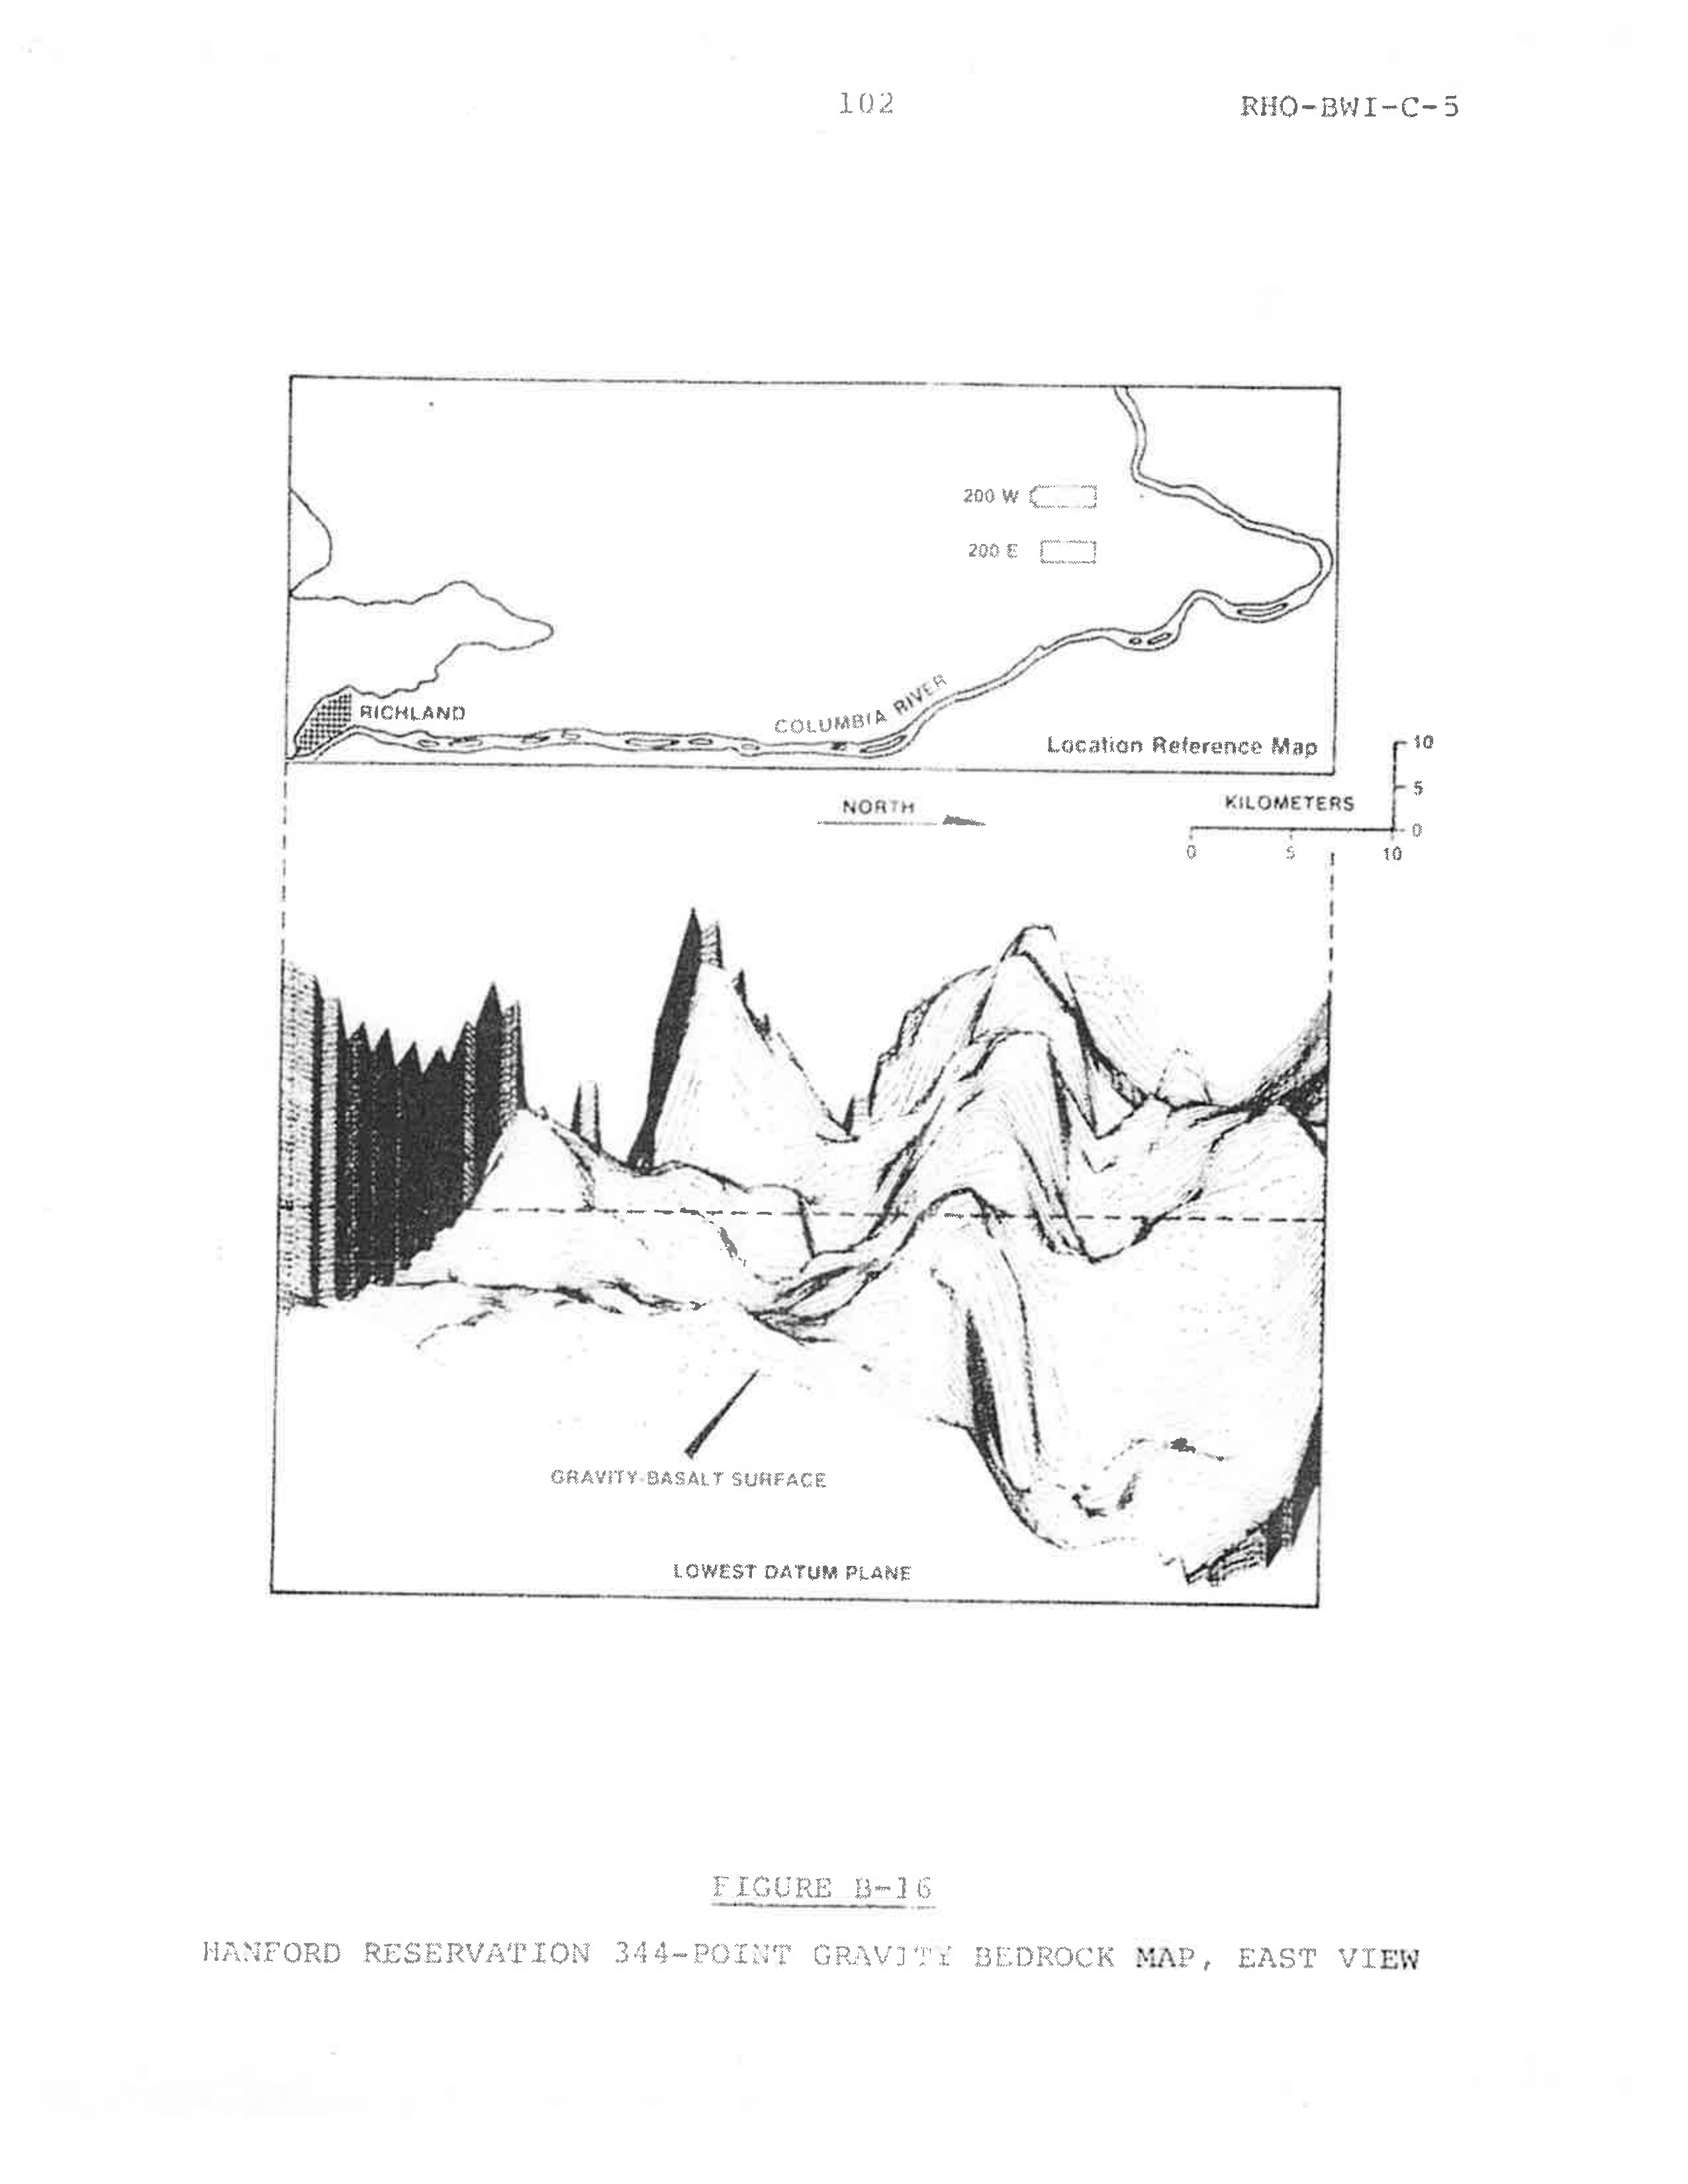 102
RHO-BWI-C-5
200 W
200 E
RICHLAND
COLUMBIA RIVER
Location Reference Map
10
5
0
KILOMETERS
0 5 10
NORTH
GRAVITY-BASALT SURFACE
LOWEST DATUM PLANE
FIGURE B-16
HANFORD RESERVATION 344-POINT GRAVITY BEDROCK MAP, EAST VIEW